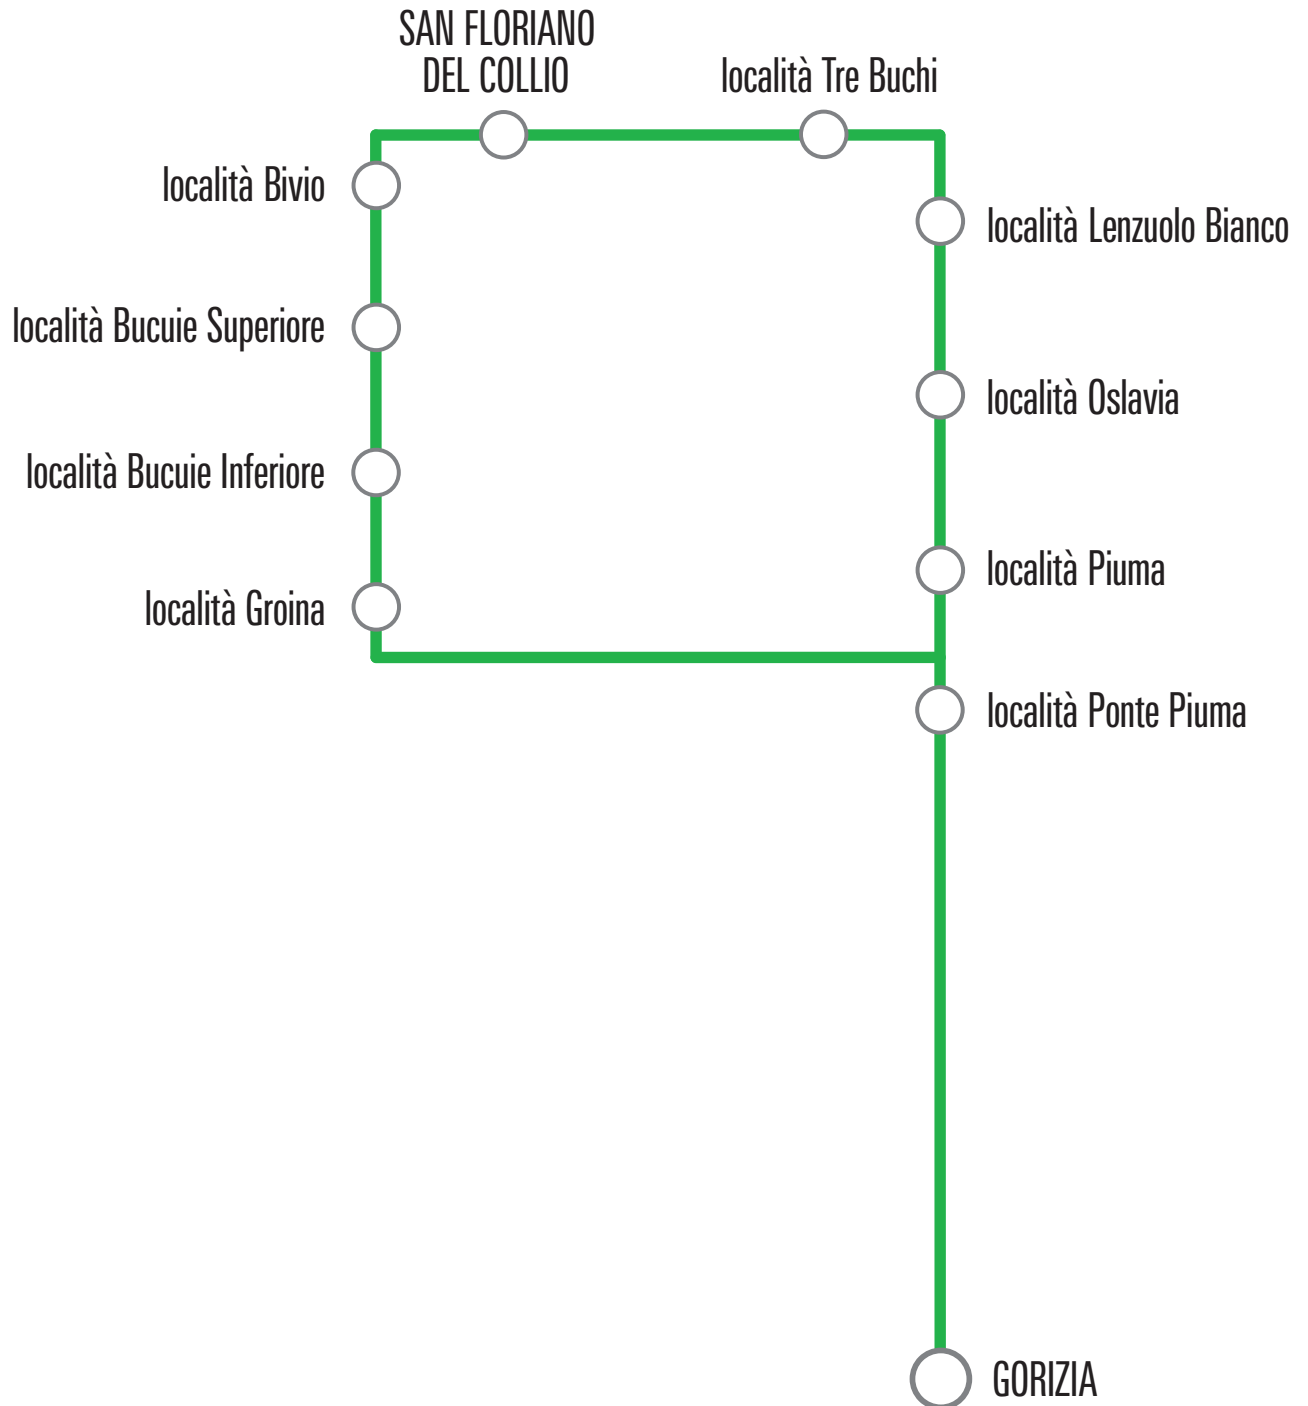 SAN FLORIANO
DEL COLLIO
località Tre Buchi
località Bivio
località Lenzuolo Bianco
località Bucuie Superiore
località Oslavia
località Bucuie Inferiore
località Piuma
località Groina
località Ponte Piuma
GORIZIA